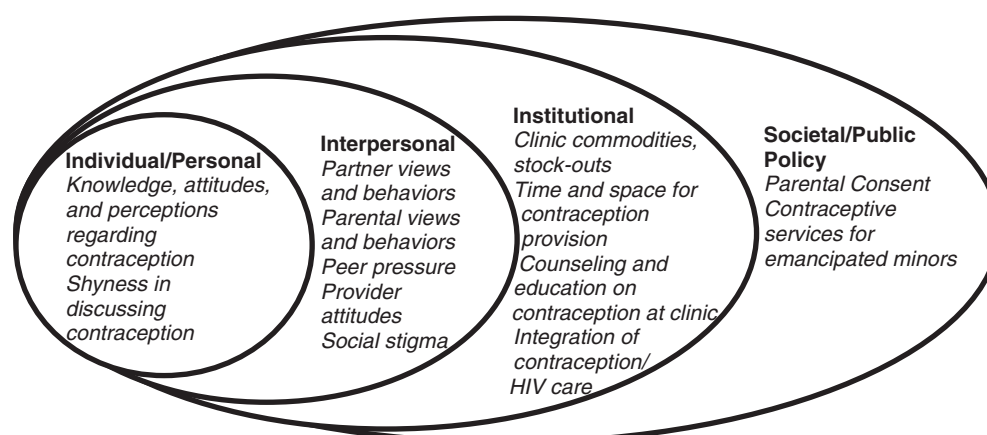 Individual/Personal
Knowledge, attitudes,
and perceptions
regarding
contraception
Shyness in
discussing
contraception
Interpersonal
Partner views
and behaviors
Parental views
and behaviors
Peer pressure
Provider
attitudes
Social stigma
Institutional
Clinic commodities,
stock-outs
Time and space for
contraception
provision
Counseling and
education on
contraception at clinic
Integration of
contraception/
HIV care
Societal/Public
Policy
Parental Consent
Contraceptive
services for
emancipated minors